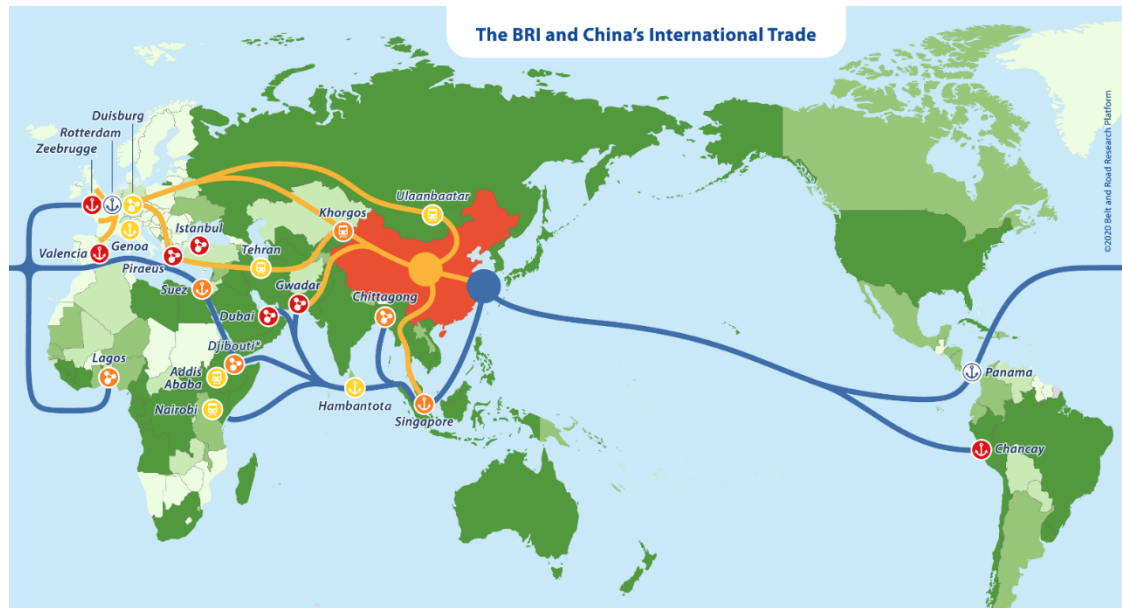 The BRI and China's International Trade
©2020 Belt and Road Research Platform
Duisburg
Rotterdam
Zeebrugge
Ulaanbaatar
Khorgos
Istanbul
Valencia
Genoa
Piraeus
Tehran
Suez
Gwadar
Chittagong
Dubai
Djibouti*
Lagos
Addis
Ababa
Nairobi
Hambantota
Singapore
Panama
Chancay